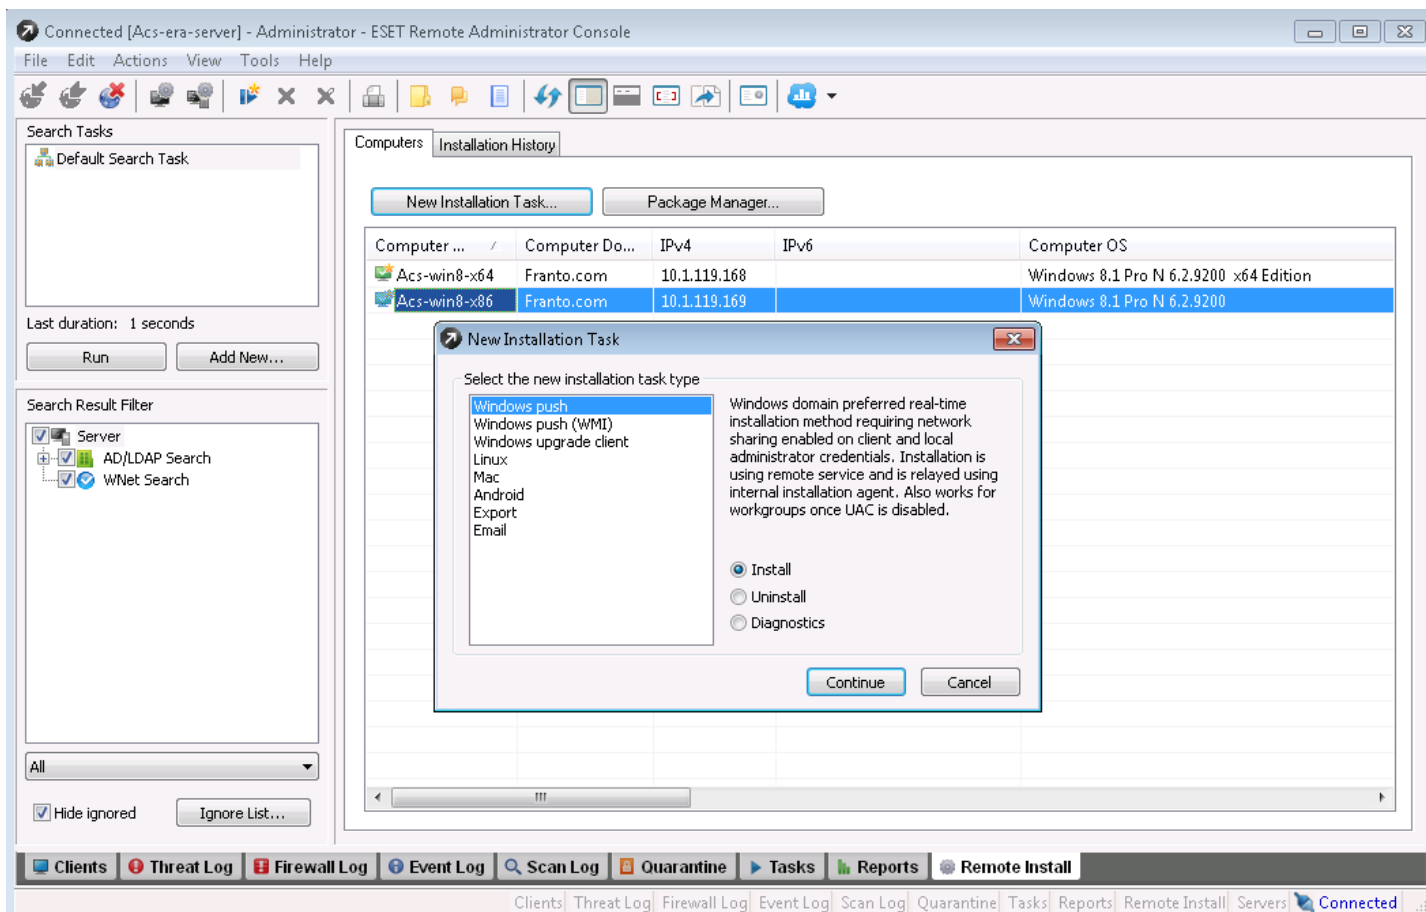 Connected [Acs-era-server] - Administrator - ESET Remote Administrator Console
File Edit Actions View Tools Help
Search Tasks
Default Search Task
Last duration: 1 seconds
Run Add New...
Search Result Filter
Server
AD/LDAP Search
WNet Search
All
Hide ignored Ignore List...
Computers Installation History
New Installation Task... Package Manager...
Computer ... Computer Do... IPv4 IPv6 Computer OS
Acs-win8-x64 Franto.com 10.1.119.168 Windows 8.1 Pro N 6.2.9200 x64 Edition
Acs-win8-x86 Franto.com 10.1.119.169 Windows 8.1 Pro N 6.2.9200
New Installation Task
Select the new installation task type
Windows push
Windows push (WMI)
Windows upgrade client
Linux
Mac
Android
Export
Email
Windows domain preferred real-time
installation method requiring network
sharing enabled on client and local
administrator credentials. Installation is
using remote service and is relayed using
internal installation agent. Also works for
workgroups once UAC is disabled.
Install
Uninstall
Diagnostics
Continue Cancel
Clients Threat Log Firewall Log Event Log Scan Log Quarantine Tasks Reports Remote Install
Clients Threat Log Firewall Log Event Log Scan Log Quarantine Tasks Reports Remote Install Servers Connected